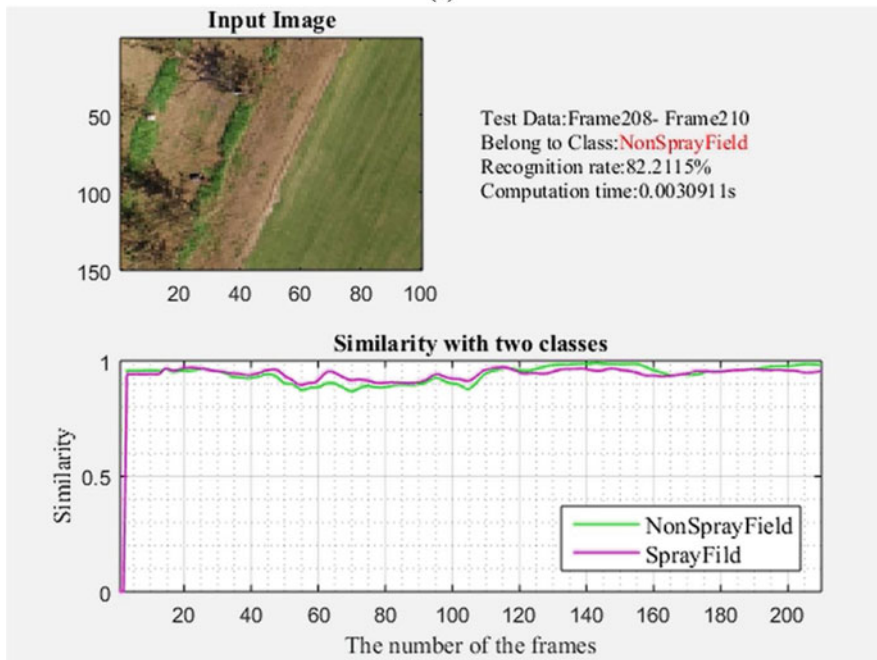 Input Image
50
100
150
20 40 60 80 100
Test Data:Frame208- Frame210
Belong to Class:NonSprayField
Recognition rate:82.2115%
Computation time:0.0030911s
Similarity with two classes
1
0.5
0
Similarity
NonSprayField
SprayFild
20 40 60 80 100 120 140 160 180 200
The number of the frames